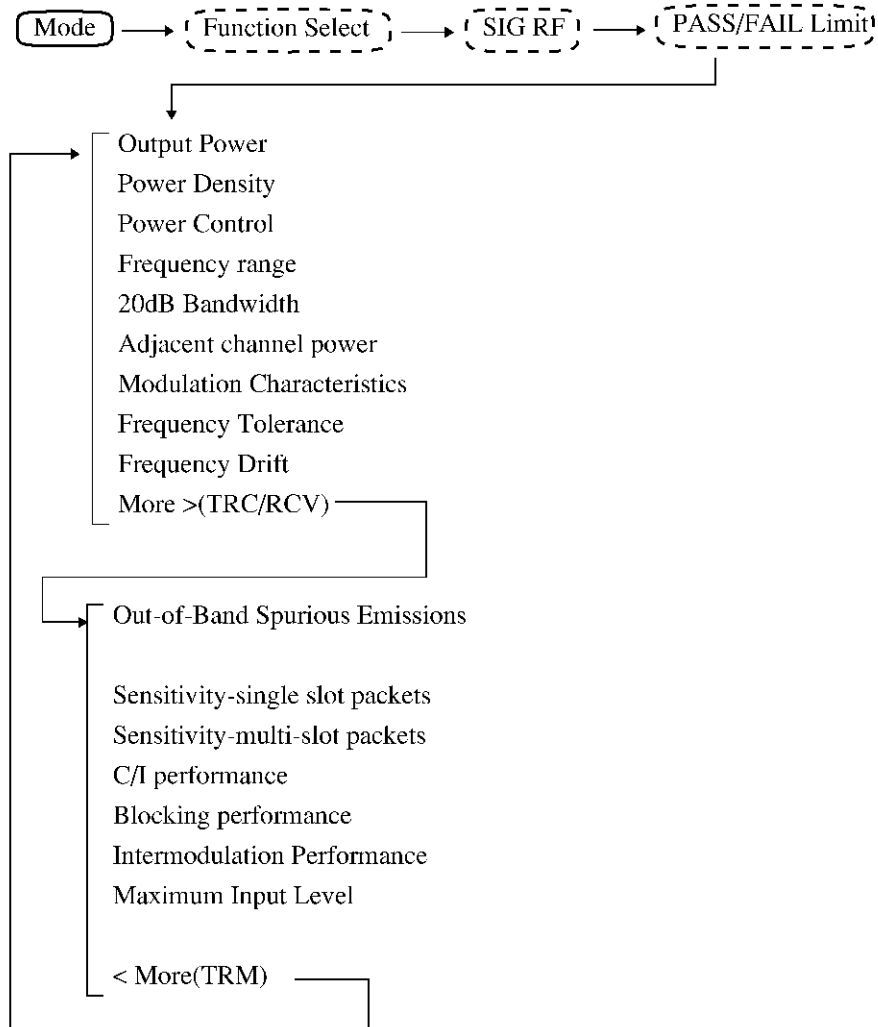 Mode Function Select SIG RF PASS/FAIL Limit
Output Power
Power Density
Power Control
Frequency range
20dB Bandwidth
Adjacent channel power
Modulation Characteristics
Frequency Tolerance
Frequency Drift
More >(TRC/RCV)
Out-of-Band Spurious Emissions
Sensitivity-single slot packets
Sensitivity-multi-slot packets
C/I performance
Blocking performance
Intermodulation Performance
Maximum Input Level
< More(TRM)